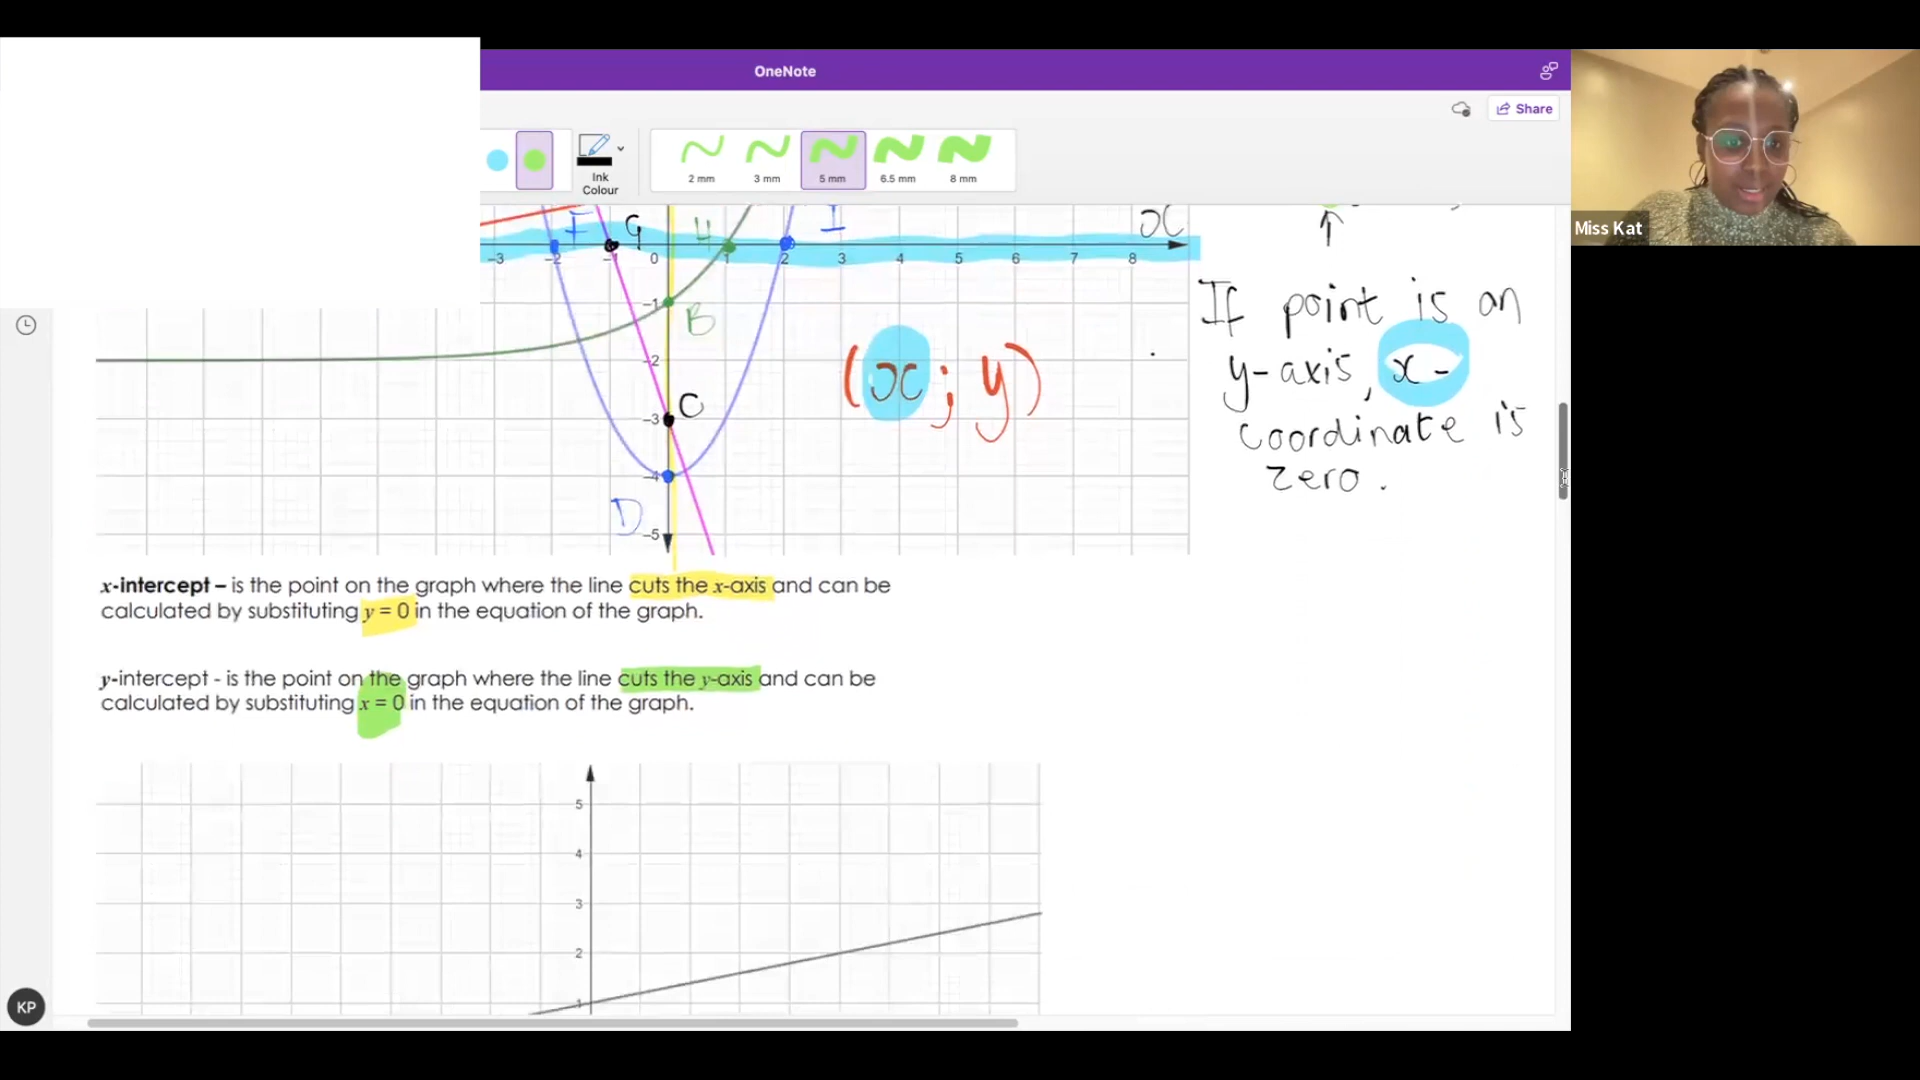 OneNote
Share
Ink
Colour
2 mm 3 mm 5 mm 6.5 mm 8 mm
Miss Kat
F G H I x
-3 -2 -1 0 1 2 3 4 5 6 7 8
-1
B
-2
(x; y)
-3 C
-4
D
-5
If point is on
y-axis, x-
coordinate is
zero.
x-intercept – is the point on the graph where the line cuts the x-axis and can be
calculated by substituting y = 0 in the equation of the graph.
y-intercept - is the point on the graph where the line cuts the y-axis and can be
calculated by substituting x = 0 in the equation of the graph.
5
4
3
2
1
KP